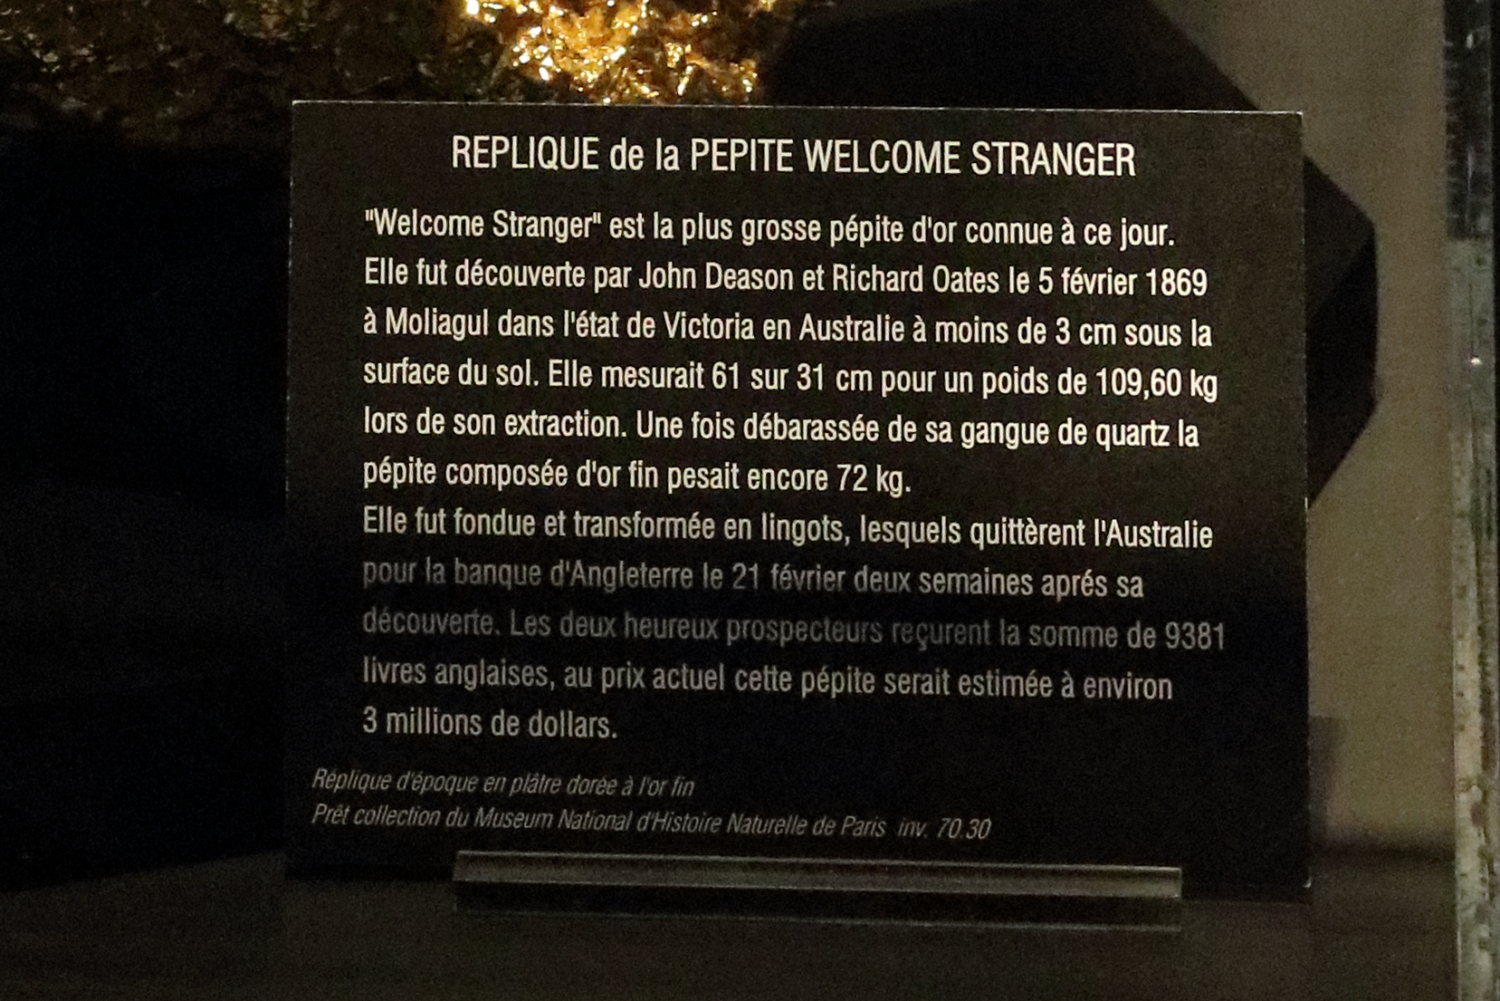 REPLIQUE de la PEPITE WELCOME STRANGER
"Welcome Stranger" est la plus grosse pépite d'or connue à ce jour.
Elle fut découverte par John Deason et Richard Oates le 5 février 1869
à Moliagul dans l'état de Victoria en Australie à moins de 3 cm sous la
surface du sol. Elle mesurait 61 sur 31 cm pour un poids de 109,60 kg
lors de son extraction. Une fois débarassée de sa gangue de quartz la
pépite composée d'or fin pesait encore 72 kg.
Elle fut fondue et transformée en lingots, lesquels quittèrent l'Australie
pour la banque d'Angleterre le 21 février deux semaines aprés sa
découverte. Les deux heureux prospecteurs reçurent la somme de 9381
livres anglaises, au prix actuel cette pépite serait estimée à environ
3 millions de dollars.
Réplique d'époque en plâtre dorée à l'or fin
Prêt collection du Museum National d'Histoire Naturelle de Paris inv. 70.30